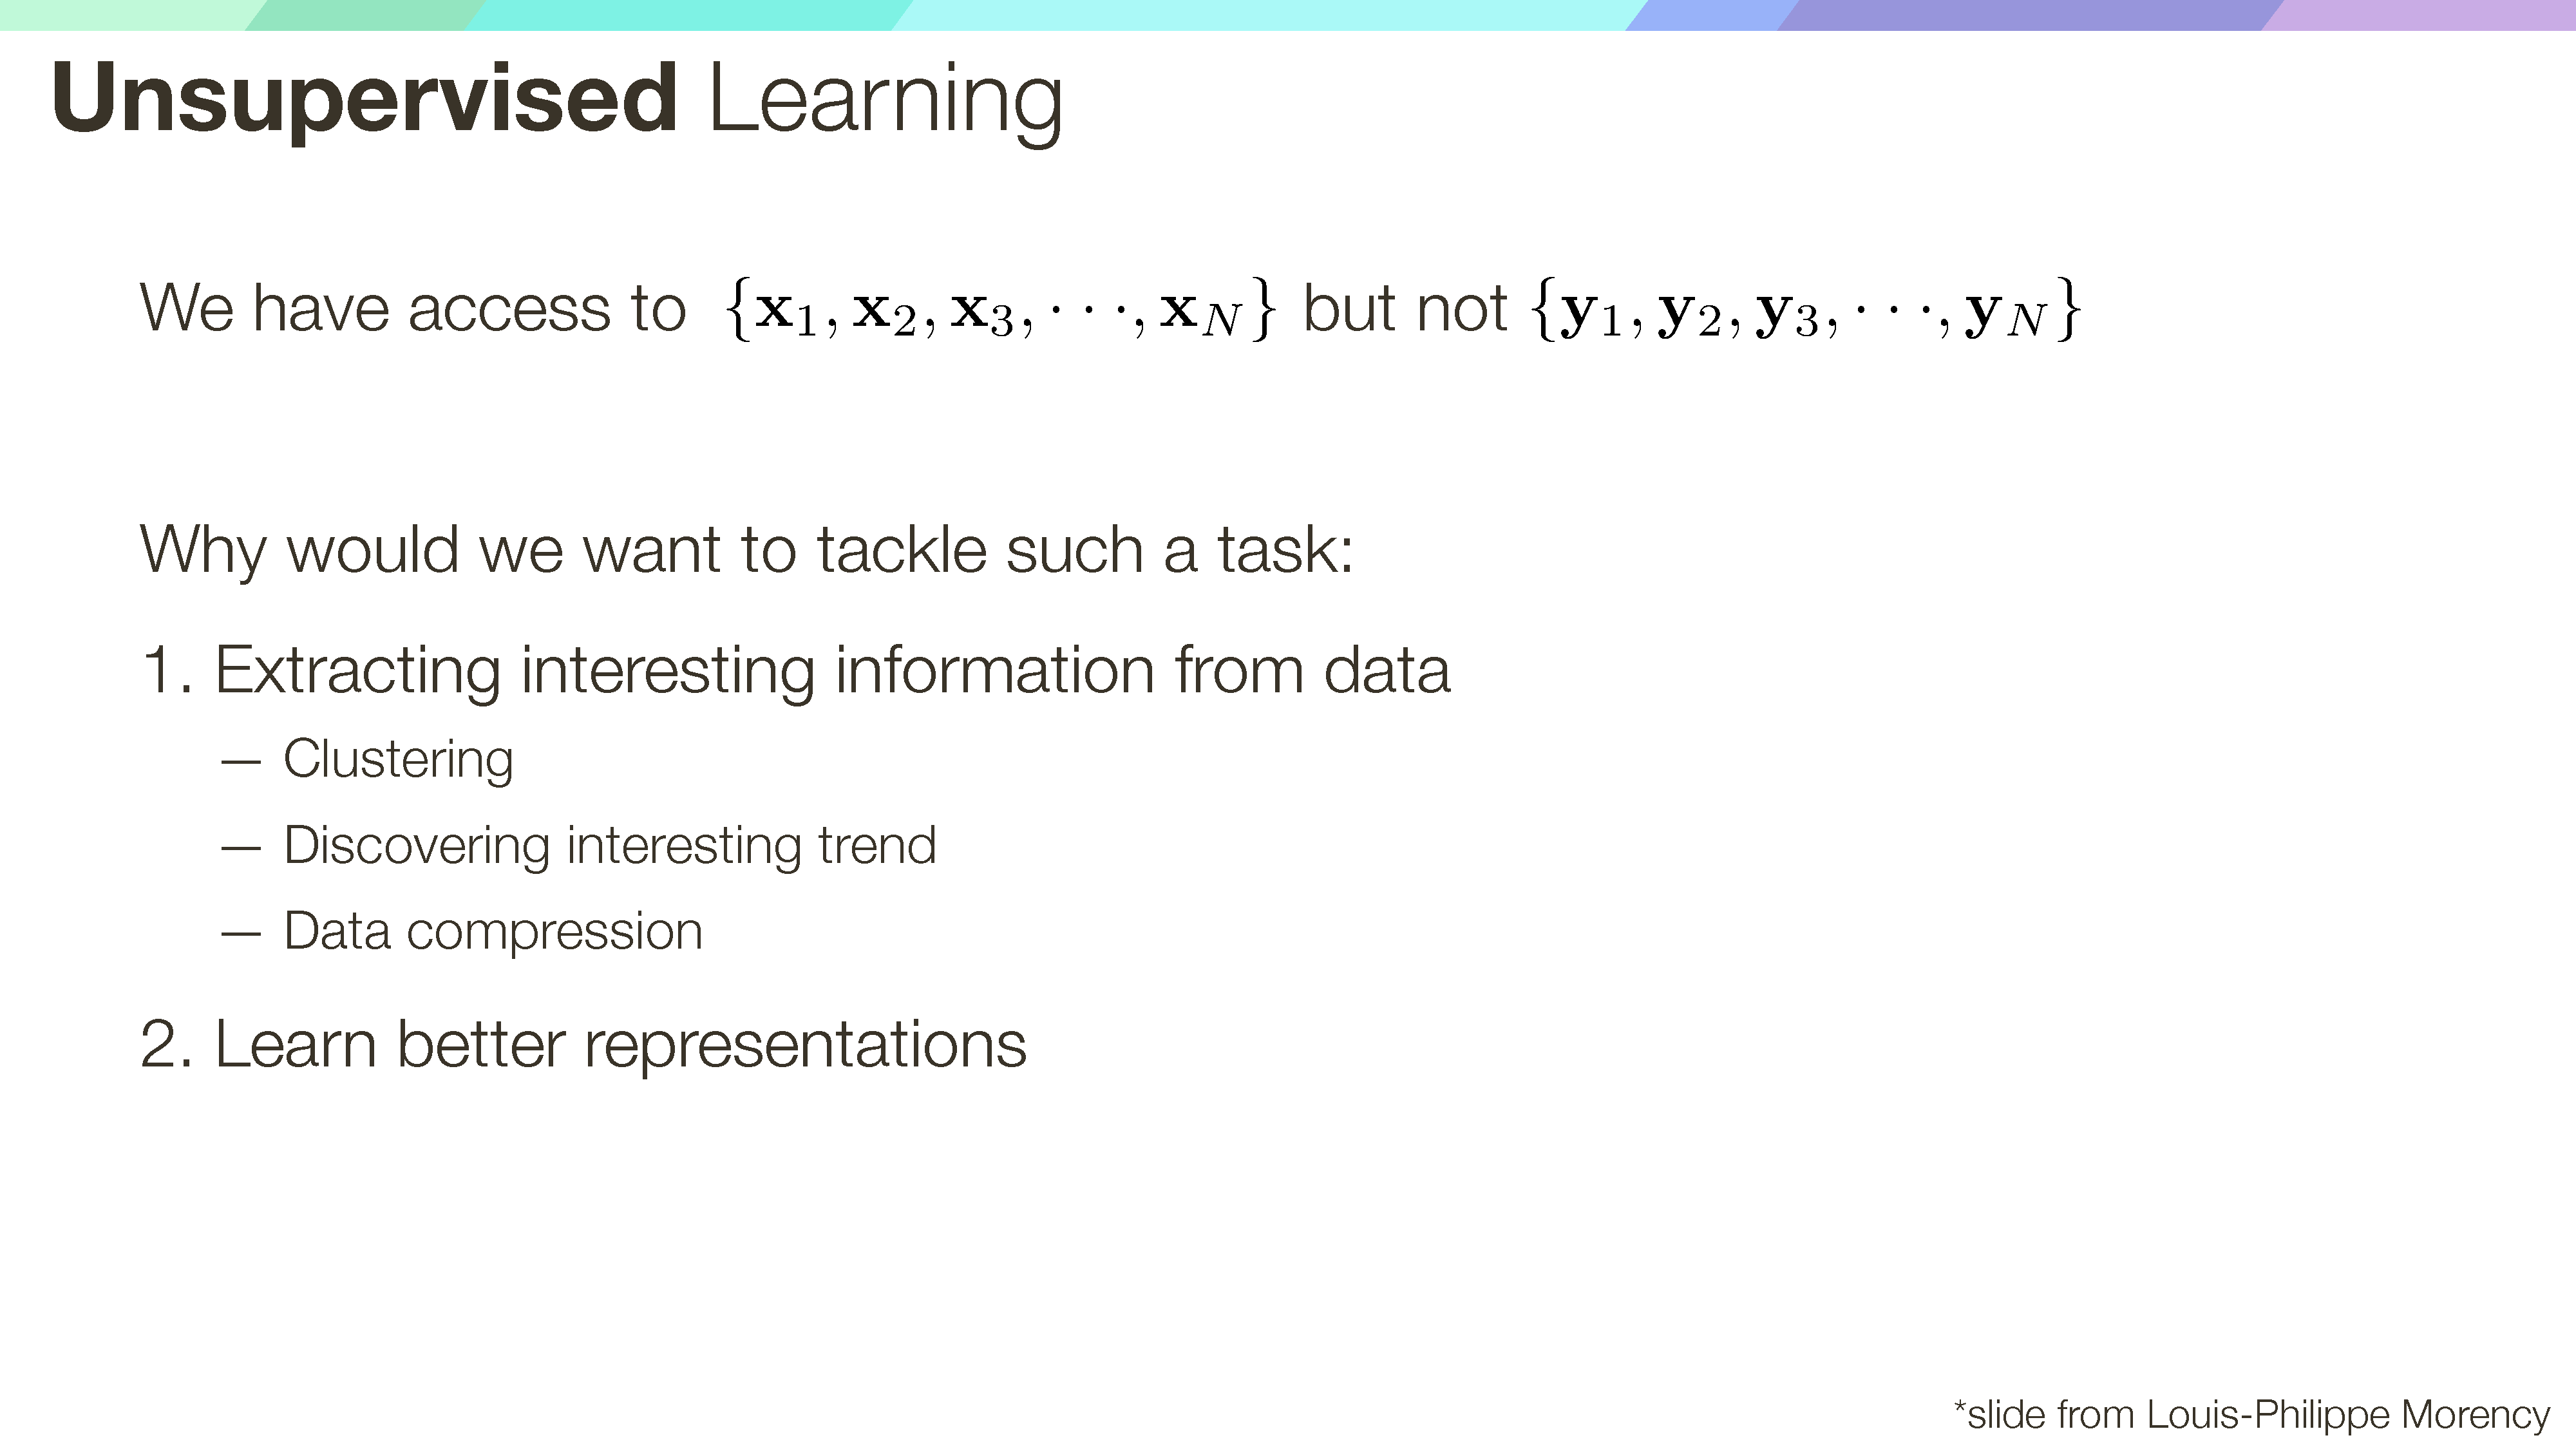 Unsupervised Learning
We have access to {x₁, x₂, x₃, · · ·, x_N} but not {y₁, y₂, y₃, · · ·, y_N}
Why would we want to tackle such a task:
1. Extracting interesting information from data
— Clustering
— Discovering interesting trend
— Data compression
2. Learn better representations
*slide from Louis-Philippe Morency